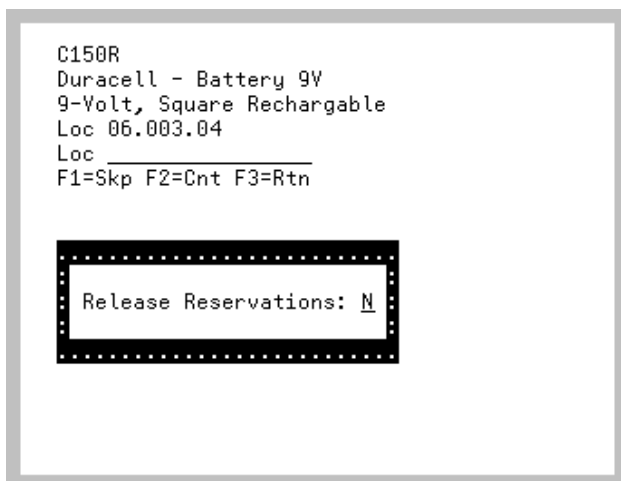 C150R
Duracell - Battery 9V
9-Volt, Square Rechargable
Loc 06.003.04
Loc _________________
F1=Skp F2=Cnt F3=Rtn
Release Reservations: N